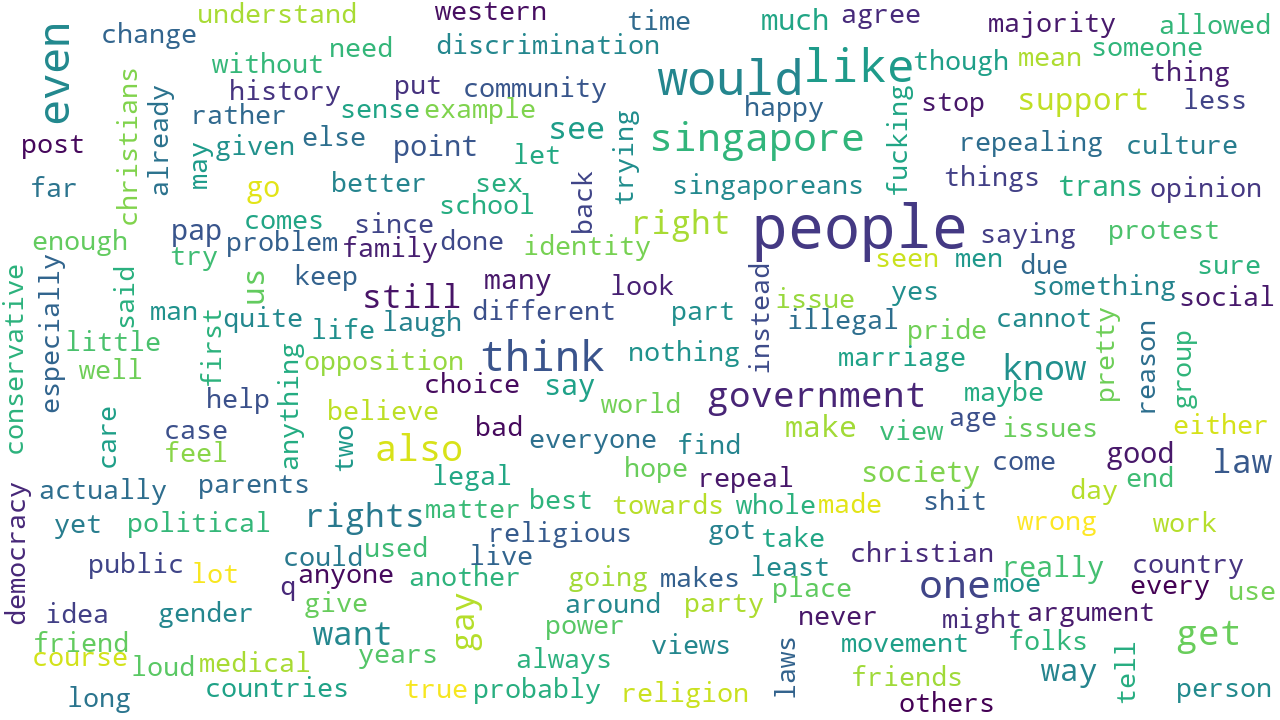 understand
western
time
much
agree
majority
allowed
change
need
discrimination
someone
even
without
would
like
though
mean
thing
history
put
community
happy
stop
support
less
christians
already
rather
sense
example
see
trying
singapore
fucking
repealing
culture
post
may
given
else
point
let
far
go
better
sex
back
singaporeans
things
trans
opinion
school
people
enough
pap
comes
since
right
saying
protest
problem
family
done
identity
try
seen
men
due
sure
conservative
especially
said
us
keep
many
look
instead
something
social
still
issue
yes
man
quite
life
laugh
different
part
illegal
pride
cannot
little
first
anything
opposition
think
nothing
marriage
know
pretty
reason
group
well
choice
say
government
maybe
help
believe
world
care
case
two
also
bad
everyone
find
make
view
age
issues
either
feel
legal
hope
repeal
society
come
good
law
democracy
actually
parents
end
day
yet
political
rights
matter
best
towards
whole
made
shit
wrong
work
religious
got
take
public
could
used
live
christian
really
country
lot
q
anyone
another
going
makes
least
place
one
moe
every
use
idea
gender
give
gay
around
party
never
might
argument
friend
want
power
get
course
loud
medical
years
always
views
laws
movement
folks
way
tell
long
countries
true
probably
religion
friends
others
person